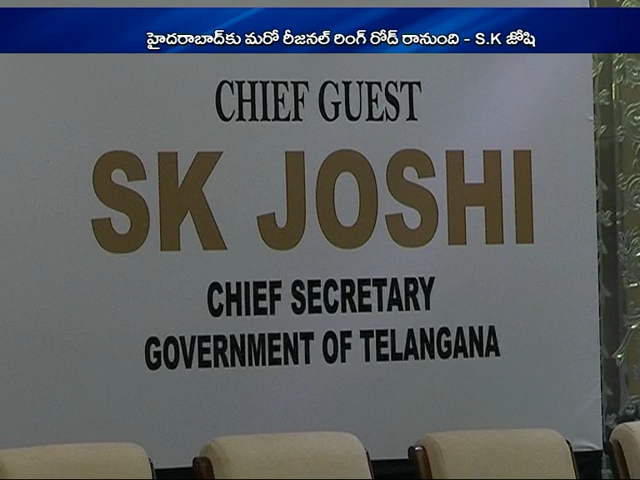 హైదరాబాద్‌కు మరో రీజనల్ రింగ్ రోడ్ రానుంది - S.K జోషి
CHIEF GUEST
SK JOSHI
CHIEF SECRETARY
GOVERNMENT OF TELANGANA